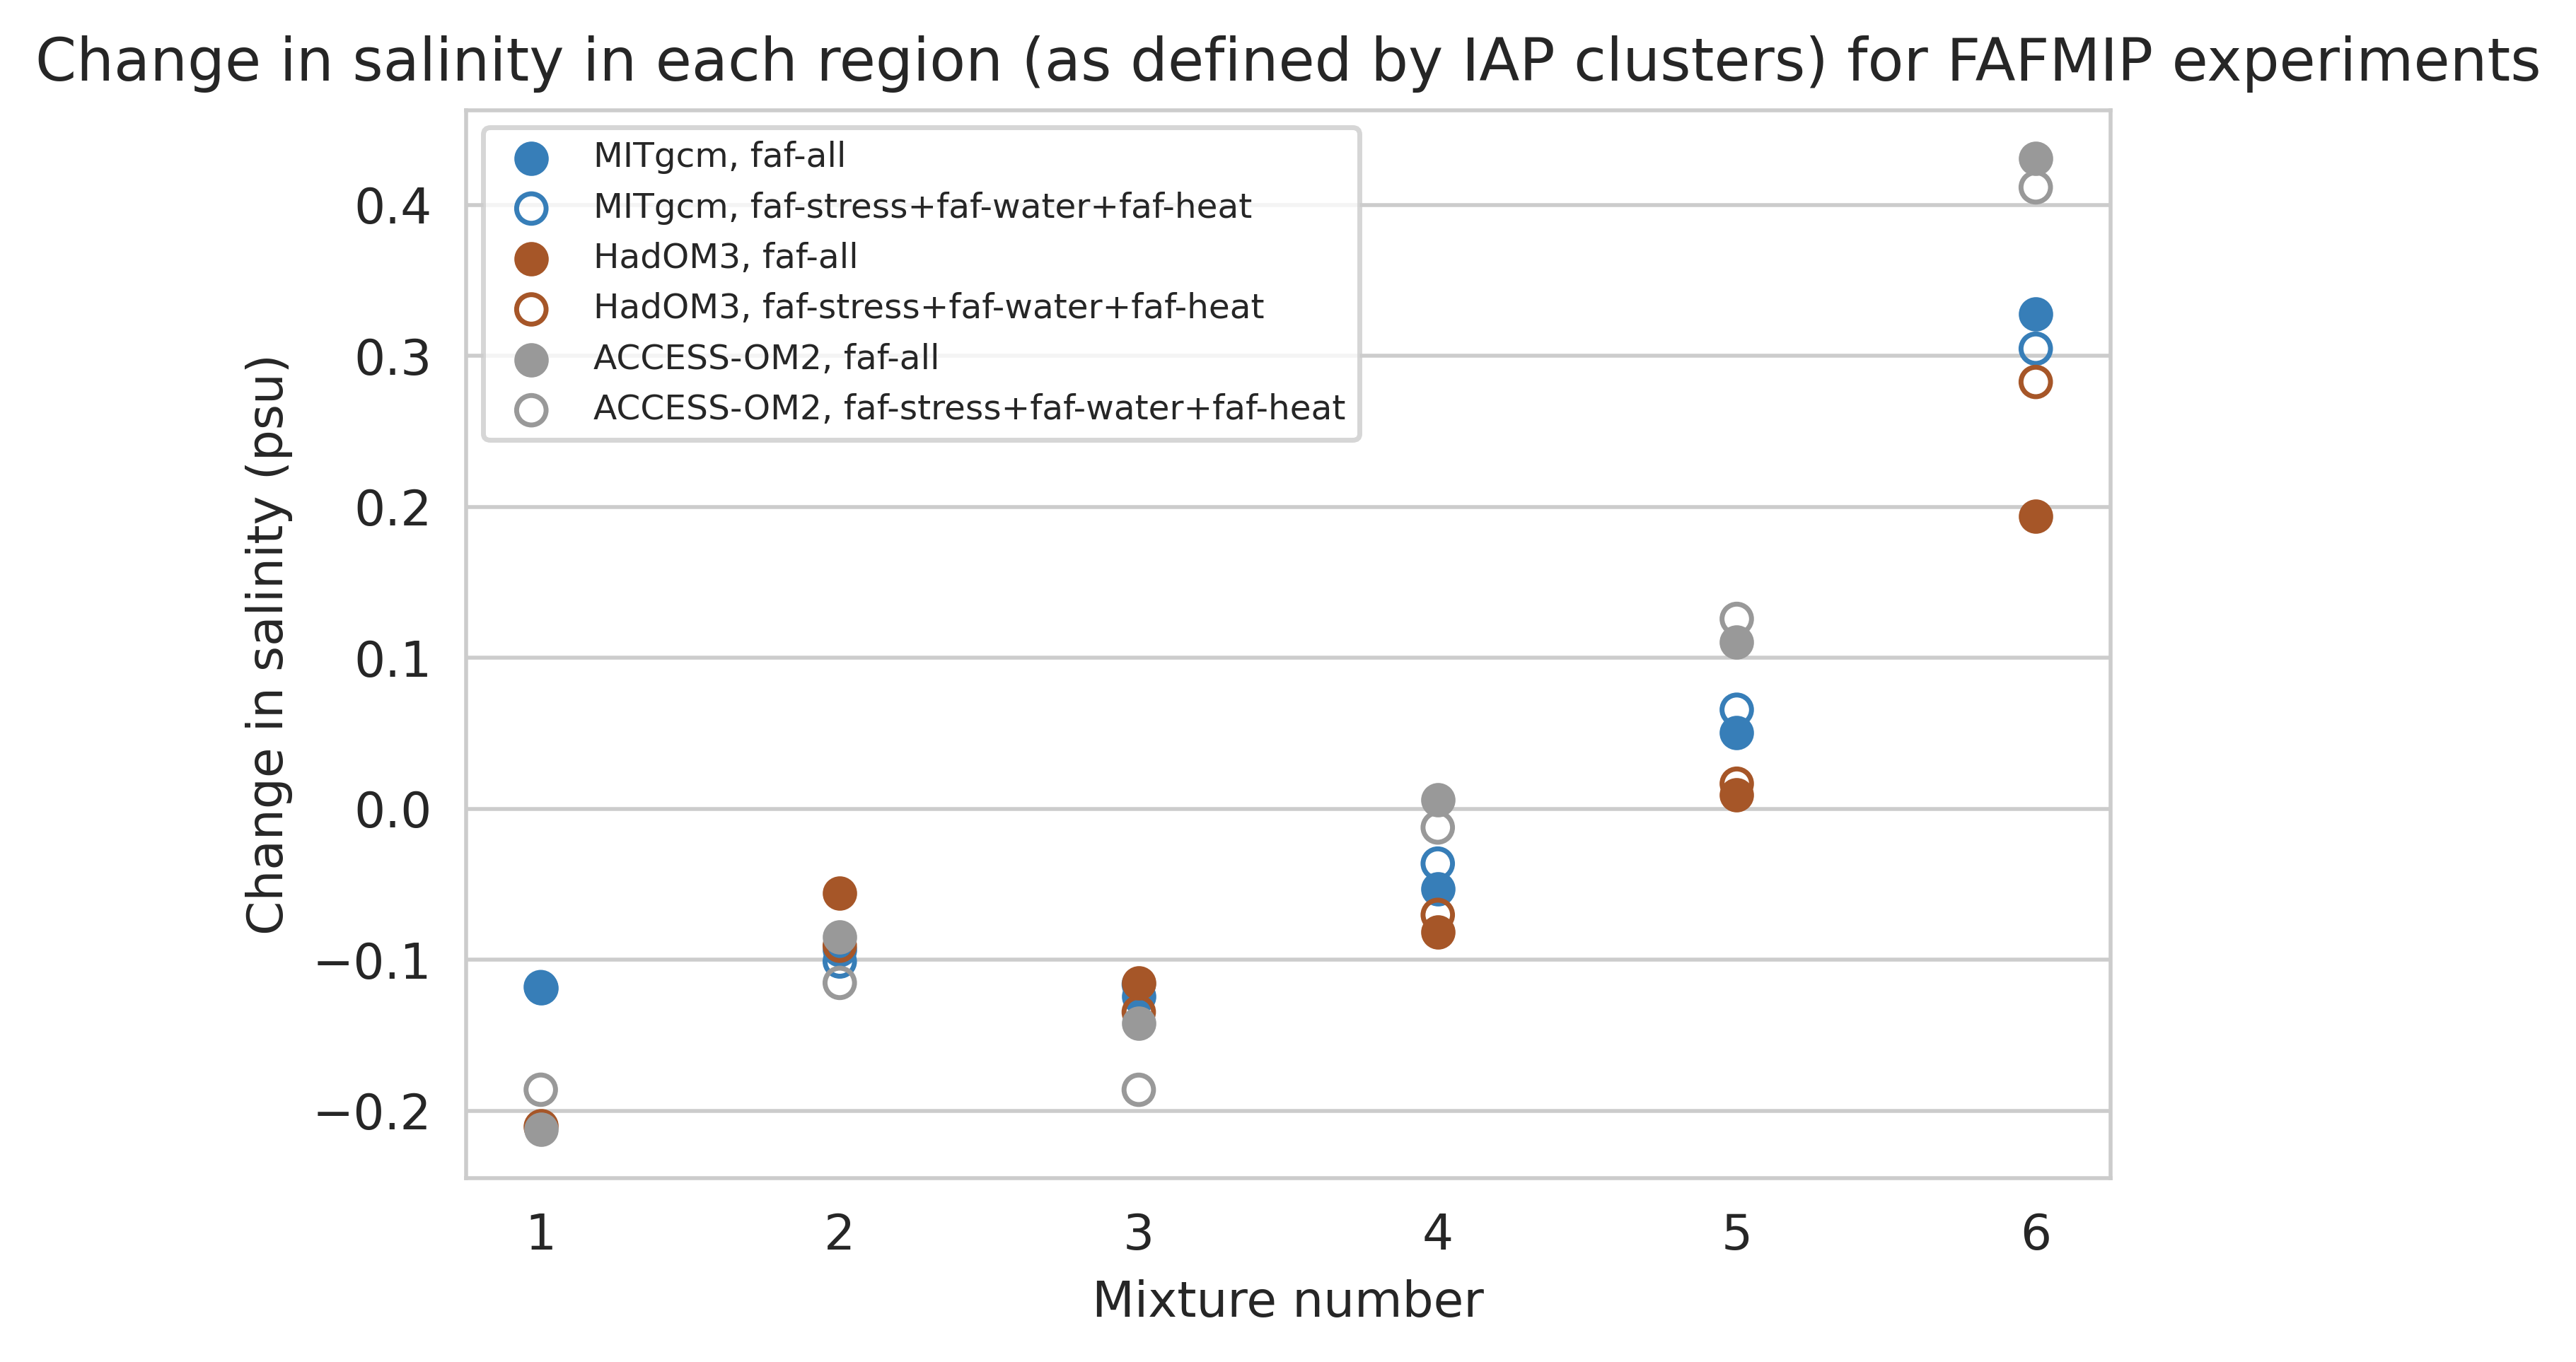 Change in salinity in each region (as defined by IAP clusters) for FAFMIP experiments
MITgcm, faf-all
MITgcm, faf-stress+faf-water+faf-heat
HadOM3, faf-all
HadOM3, faf-stress+faf-water+faf-heat
ACCESS-OM2, faf-all
ACCESS-OM2, faf-stress+faf-water+faf-heat
Change in salinity (psu)
0.4
0.3
0.2
0.1
0.0
−0.1
−0.2
1 2 3 4 5 6
Mixture number